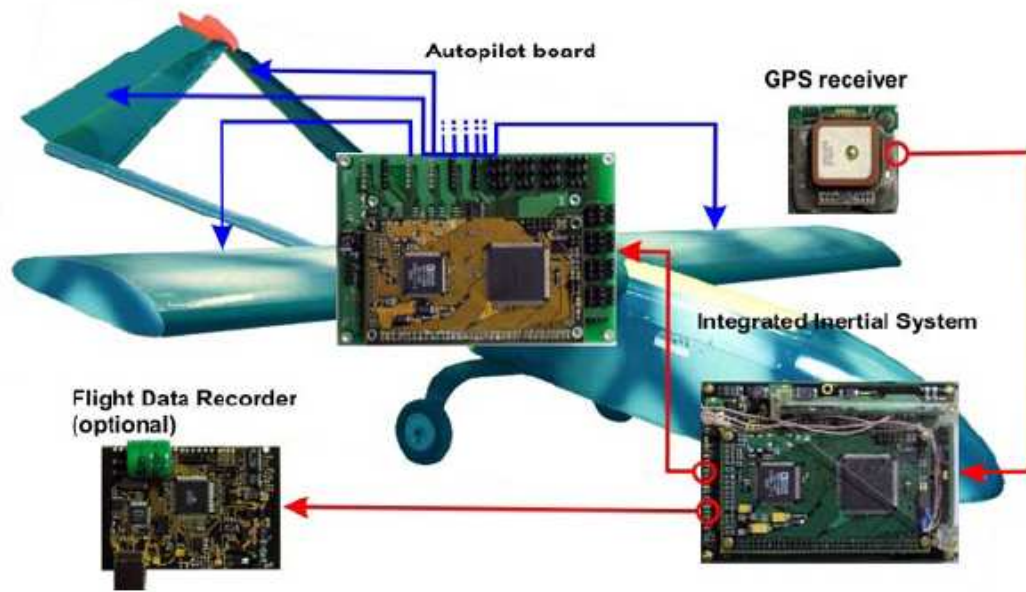 Autopilot board
GPS receiver
Integrated Inertial System
Flight Data Recorder
(optional)